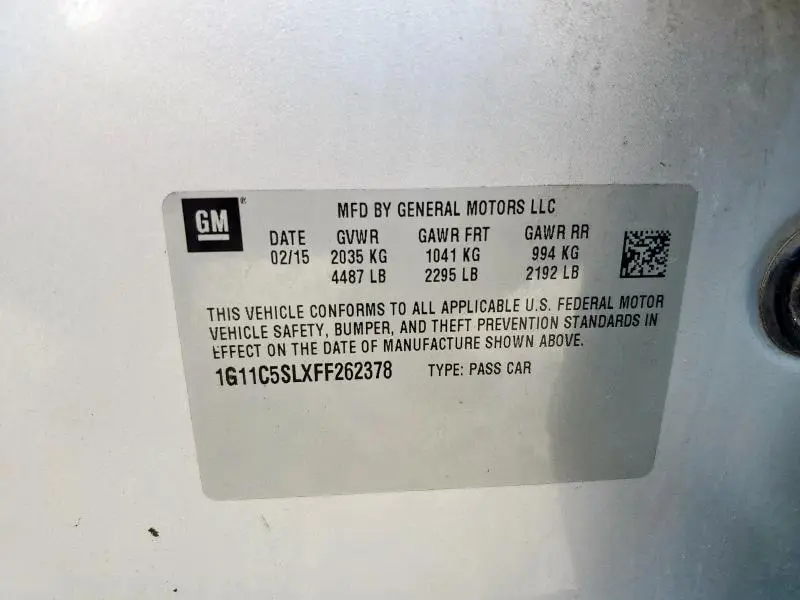 GM ®
MFD BY GENERAL MOTORS LLC
DATE GVWR GAWR FRT GAWR RR
02/15 2035 KG 1041 KG 994 KG
4487 LB 2295 LB 2192 LB
THIS VEHICLE CONFORMS TO ALL APPLICABLE U.S. FEDERAL MOTOR
VEHICLE SAFETY, BUMPER, AND THEFT PREVENTION STANDARDS IN
EFFECT ON THE DATE OF MANUFACTURE SHOWN ABOVE.
1G11C5SLXFF262378 TYPE: PASS CAR